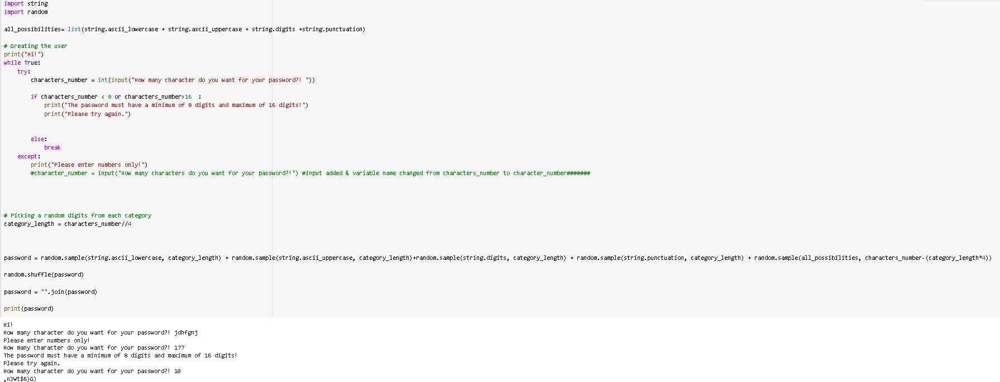 import string
import random
all_possibilities= list(string.ascii_lowercase + string.ascii_uppercase + string.digits +string.punctuation)
# Greating the user
print("Hi!")
while True:
    try:
        characters_number = int(input("How many character do you want for your password?! "))
        if characters_number < 8 or characters_number>16  :
            print("The password must have a minimum of 8 digits and maximum of 16 digits!")
            print("Please try again.")
        else:
            break
    except:
        print("Please enter numbers only!")
        #character_number = input("How many characters do you want for your password?!") #input added & variable name changed from characters_number to character_number#######
# Picking a random digits from each category
category_length = characters_number//4
password = random.sample(string.ascii_lowercase, category_length) + random.sample(string.ascii_uppercase, category_length)+random.sample(string.digits, category_length) + random.sample(string.punctuation, category_length) + random.sample(all_possibilities, characters_number-(category_length*4))
random.shuffle(password)
password = "".join(password)
print(password)
Hi!
How many character do you want for your password?! jdhfgnj
Please enter numbers only!
How many character do you want for your password?! 177
The password must have a minimum of 8 digits and maximum of 16 digits!
Please try again.
How many character do you want for your password?! 10
,n3Wt$6)G)